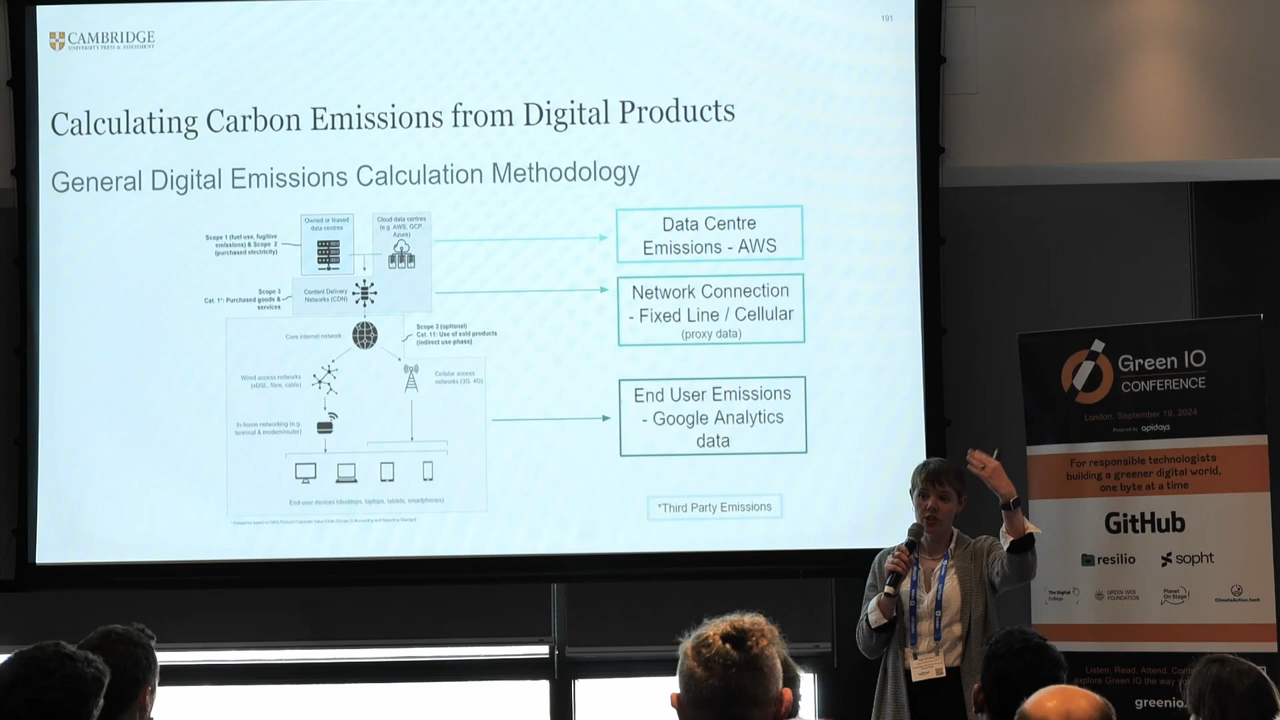 191
CAMBRIDGE
UNIVERSITY PRESS & ASSESSMENT
Calculating Carbon Emissions from Digital Products
General Digital Emissions Calculation Methodology
Owned or leased
data centres
Cloud data centres
(e.g. AWS, GCP,
Azure)
Scope 1 (fuel use, fugitive
emissions) & Scope 2
(purchased electricity)
Scope 3
Cat. 1*: Purchased goods &
services
Content Delivery
Networks (CDN)
Core internet network
Scope 3 (optional)
Cat. 11: Use of sold products
(indirect use-phase)
Wired access networks
(xDSL, fibre, cable)
Cellular access
networks (3G, 4G)
In-home networking (e.g.
terminal & modem/router)
End-user devices (desktops, laptops, tablets, smartphones)
Data Centre
Emissions - AWS
Network Connection
- Fixed Line / Cellular
(proxy data)
End User Emissions
- Google Analytics
data
*Third Party Emissions
Green IO
CONFERENCE
London, September 19, 2024
Powered by apidays
For responsible technologists
building a greener digital world,
one byte at a time
GitHub
resilio
sopht
The Digital
Collage
GREEN WEB
FOUNDATION
Planet
On Stage
ClimateAction.tech
Listen, Read, Attend,
explore Green IO the way
greenio.